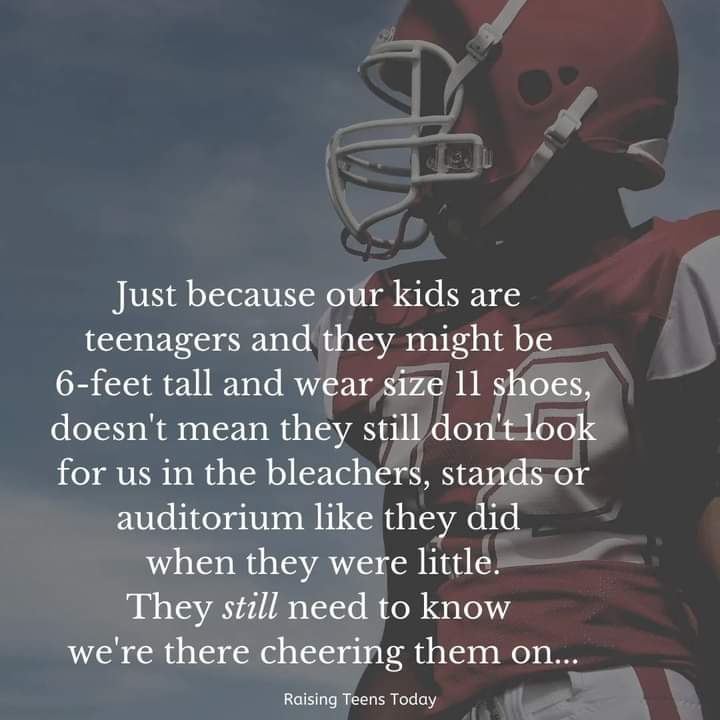 Just because our kids are
teenagers and they might be
6-feet tall and wear size 11 shoes,
doesn't mean they still don't look
for us in the bleachers, stands or
auditorium like they did
when they were little.
They still need to know
we're there cheering them on...
Raising Teens Today